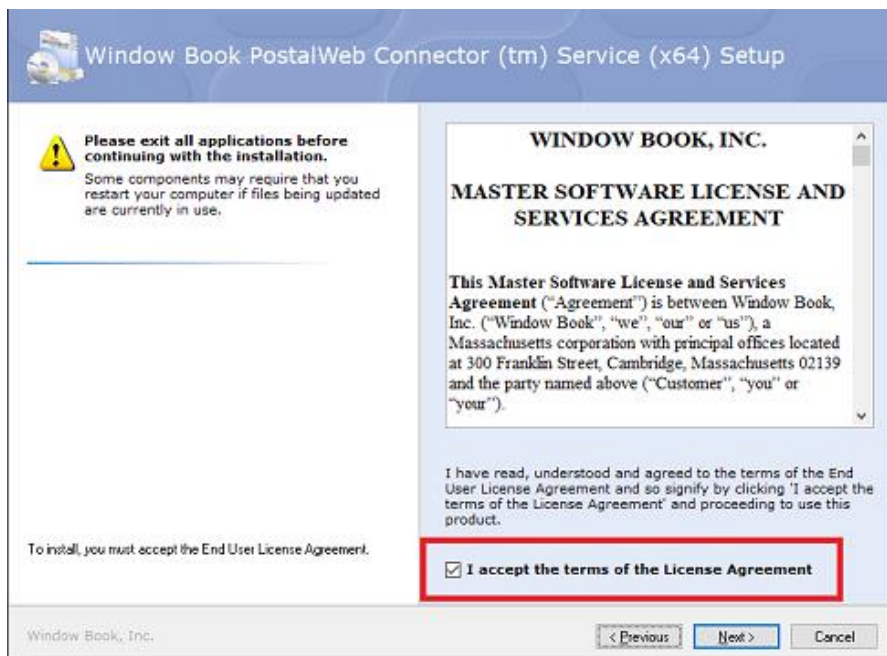 Window Book PostalWeb Connector (tm) Service (x64) Setup
Please exit all applications before
continuing with the installation.
Some components may require that you
restart your computer if files being updated
are currently in use.
To install, you must accept the End User License Agreement.
WINDOW BOOK, INC.
MASTER SOFTWARE LICENSE AND
SERVICES AGREEMENT
This Master Software License and Services
Agreement (“Agreement”) is between Window Book,
Inc. (“Window Book”, “we”, “our” or “us”), a
Massachusetts corporation with principal offices located
at 300 Franklin Street, Cambridge, Massachusetts 02139
and the party named above (“Customer”, “you” or
“your”).
I have read, understood and agreed to the terms of the End
User License Agreement and so signify by clicking 'I accept the
terms of the License Agreement' and proceeding to use this
product.
I accept the terms of the License Agreement
Window Book, Inc.
< Previous
Next >
Cancel